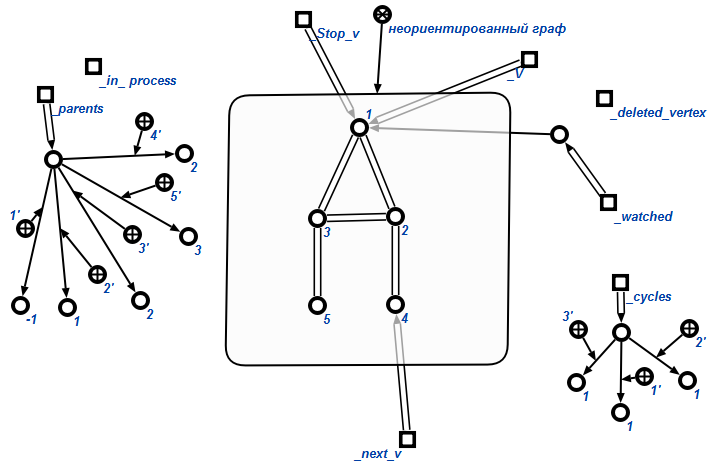 _Stop_v
неориентированный граф
_V
_in_ process
_parents
_deleted_vertex
4'
1
2
5'
1'
3'
3
3
2
_watched
2'
-1
1
2
5
4
_cycles
3'
2'
1'
1
1
1
_next_v